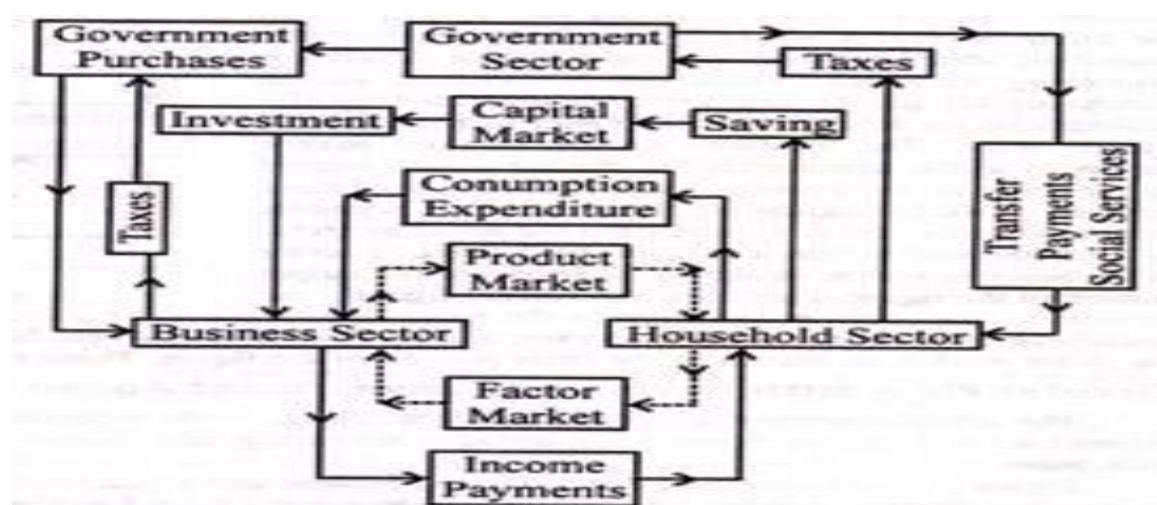 Government
Purchases
Government
Sector
Taxes
Investment
Capital
Market
Saving
Taxes
Conumption
Expenditure
Transfer
Payments
Social Services
Product
Market
Business Sector
Household Sector
Factor
Market
Income
Payments